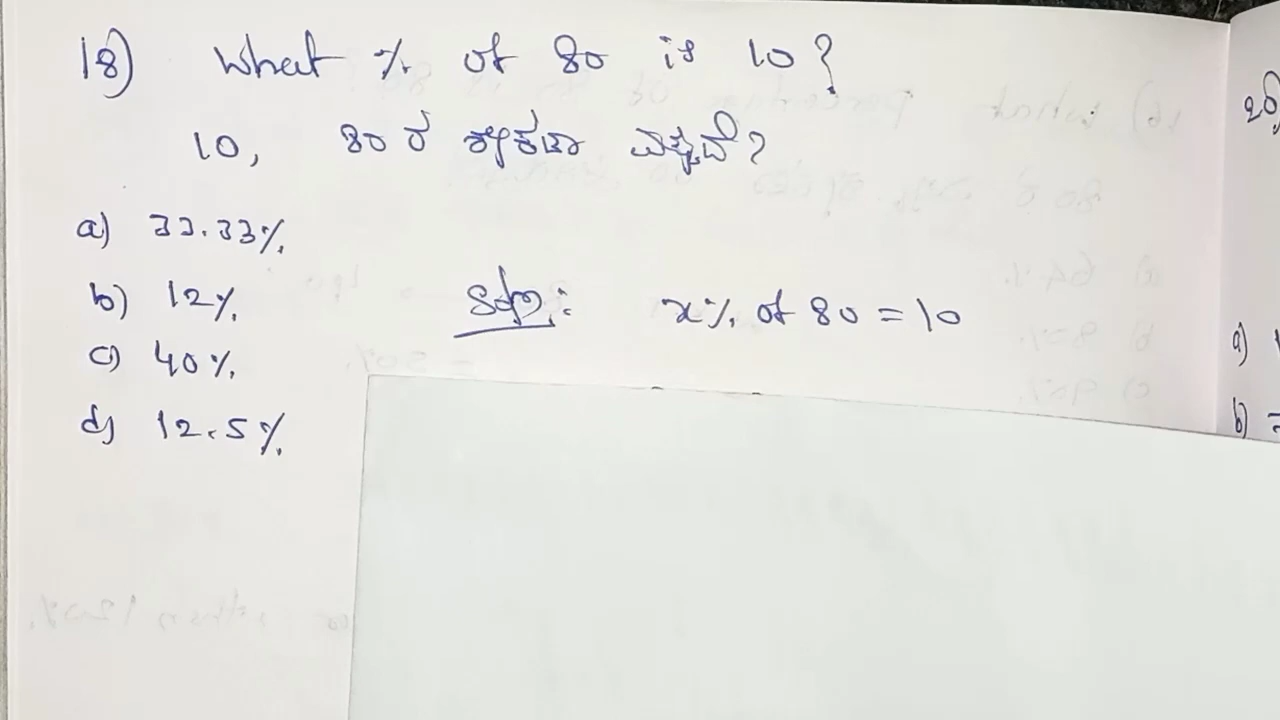 18) What % of 80 is 10?
10, 80 ರ ಶೇಕಡಾ ಎಷ್ಟಿದೆ?
a) 33.33%
b) 12%
c) 40%
d) 12.5%
Soln: x% of 80 = 10
a)
b)